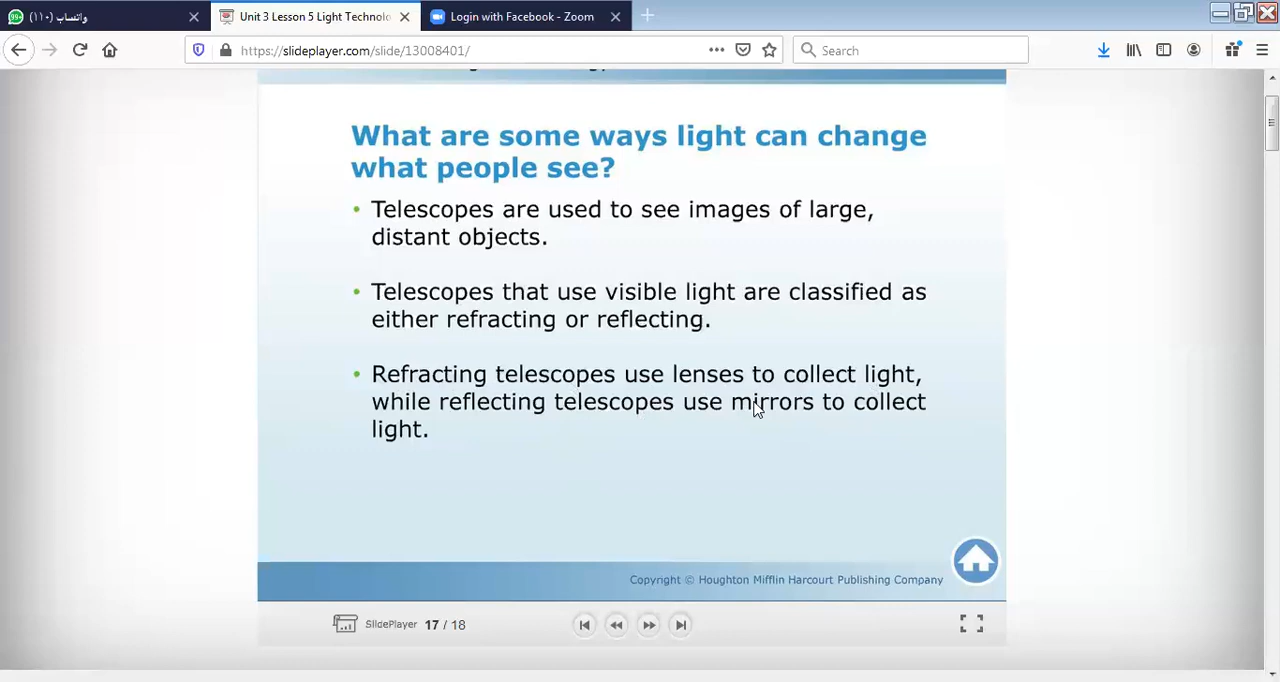 واتساب (١١٠)
Unit 3 Lesson 5 Light Technolo
Login with Facebook - Zoom
https://slideplayer.com/slide/13008401/
Search
What are some ways light can change
what people see?
• Telescopes are used to see images of large,
distant objects.
• Telescopes that use visible light are classified as
either refracting or reflecting.
• Refracting telescopes use lenses to collect light,
while reflecting telescopes use mirrors to collect
light.
Copyright © Houghton Mifflin Harcourt Publishing Company
SlidePlayer 17 / 18